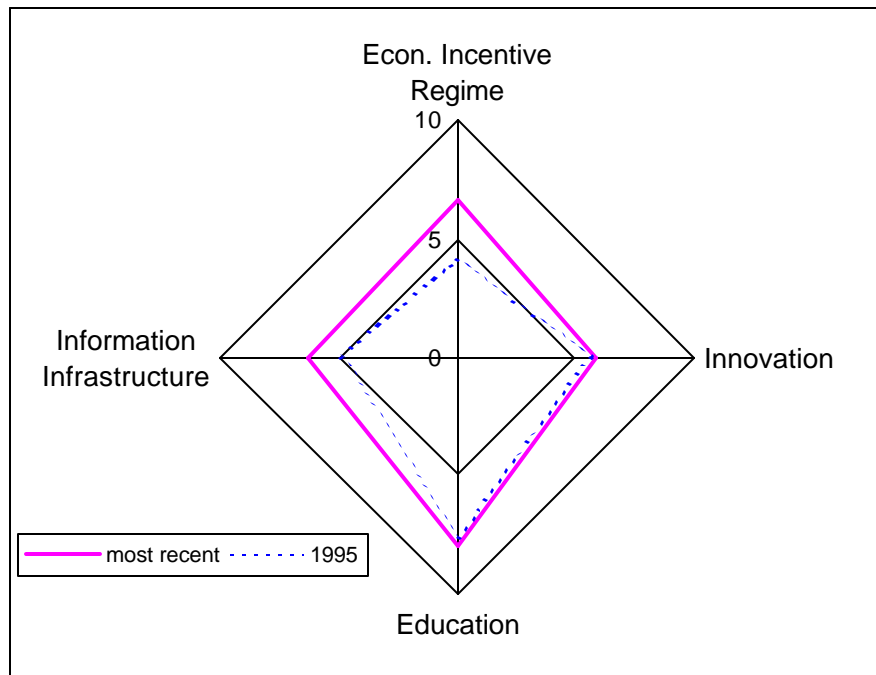 Econ. Incentive
Regime
10
5
Information
Infrastructure
0
Innovation
most recent 1995
Education